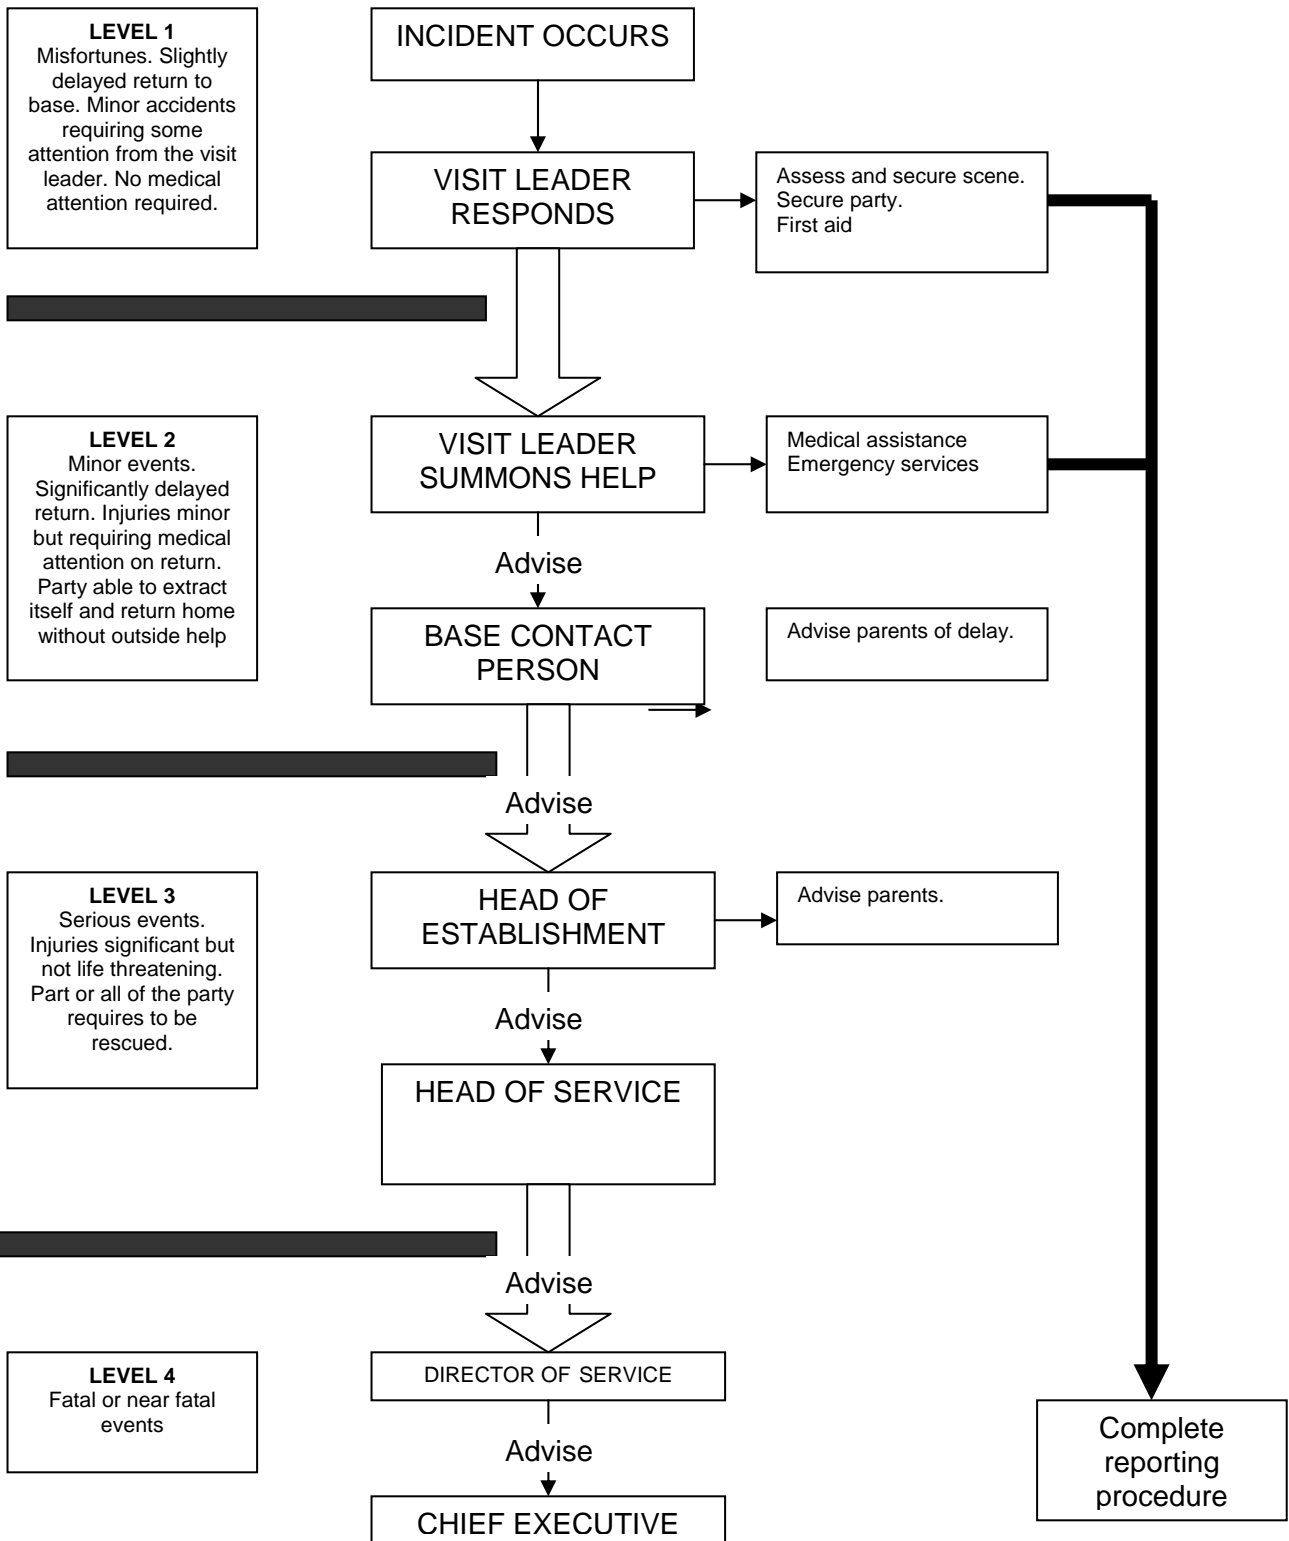 LEVEL 1
Misfortunes. Slightly
delayed return to
base. Minor accidents
requiring some
attention from the visit
leader. No medical
attention required.
INCIDENT OCCURS
VISIT LEADER
RESPONDS
Assess and secure scene.
Secure party.
First aid
LEVEL 2
Minor events.
Significantly delayed
return. Injuries minor
but requiring medical
attention on return.
Party able to extract
itself and return home
without outside help
VISIT LEADER
SUMMONS HELP
Medical assistance
Emergency services
Advise
BASE CONTACT
PERSON
Advise parents of delay.
Advise
LEVEL 3
Serious events.
Injuries significant but
not life threatening.
Part or all of the party
requires to be
rescued.
HEAD OF
ESTABLISHMENT
Advise parents.
Advise
HEAD OF SERVICE
Advise
LEVEL 4
Fatal or near fatal
events
DIRECTOR OF SERVICE
Advise
CHIEF EXECUTIVE
Complete
reporting
procedure